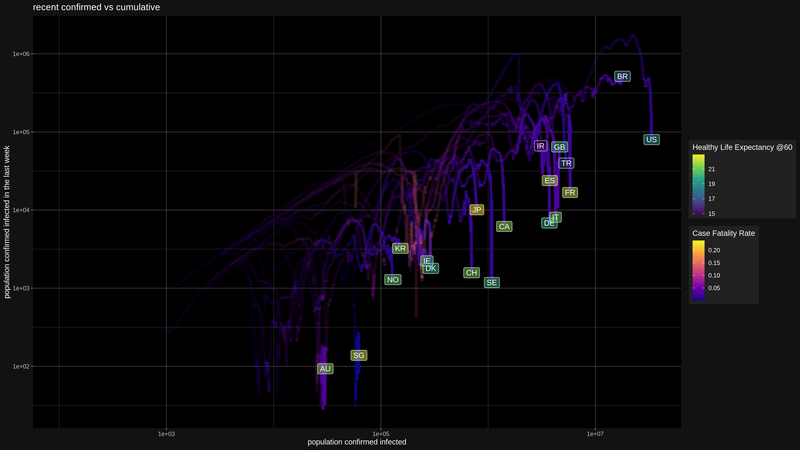 recent confirmed vs cumulative
population confirmed infected in the last week
1e+06
1e+05
1e+04
1e+03
1e+02
BR
US
IR
GB
TR
ES
FR
JP
IT
DE
CA
KR
IE
DK
CH
NO
SE
SG
AU
1e+03
1e+05
1e+07
population confirmed infected
Healthy Life Expectancy @60
21
19
17
15
Case Fatality Rate
0.20
0.15
0.10
0.05